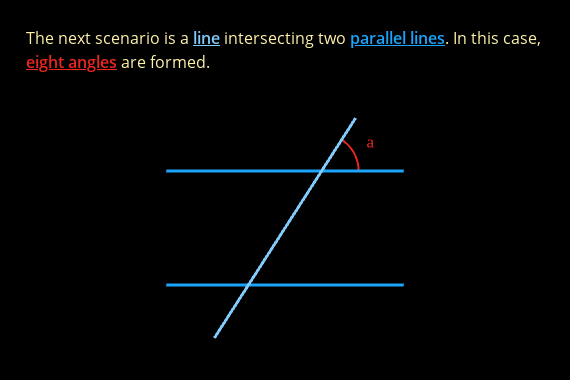 The next scenario is a line intersecting two parallel lines. In this case,
eight angles are formed.
a